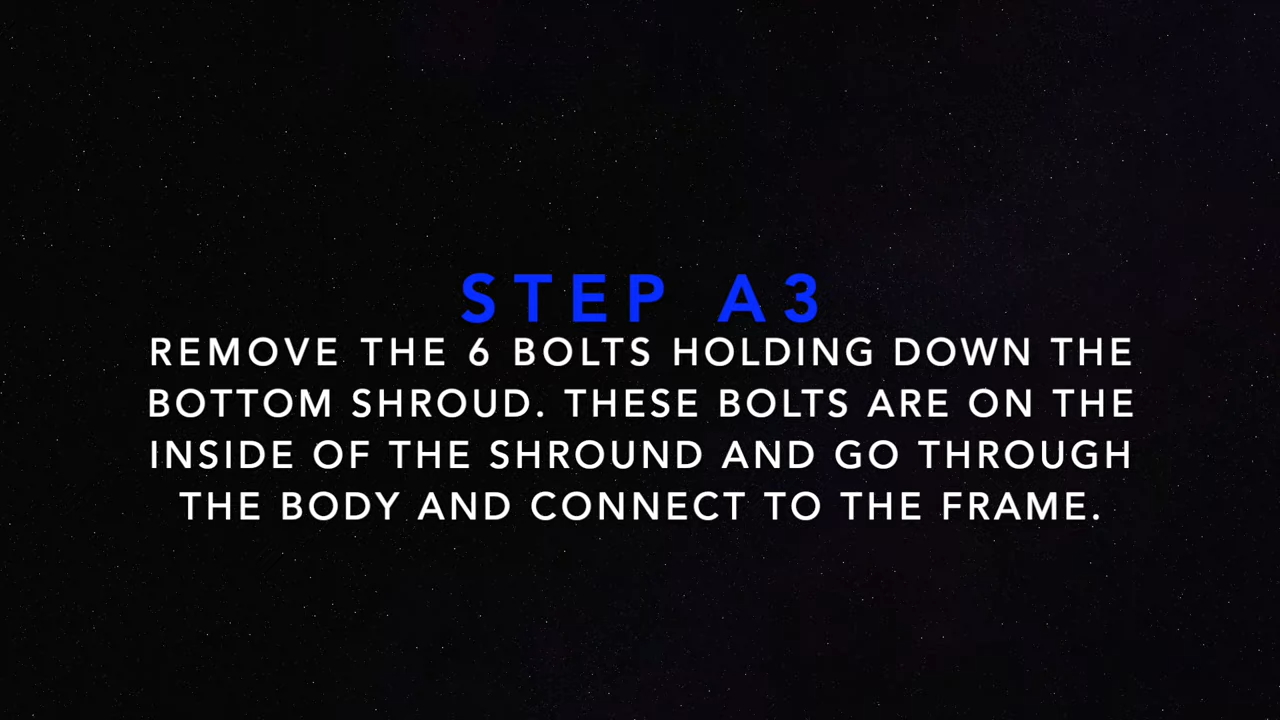 STEP A3
REMOVE THE 6 BOLTS HOLDING DOWN THE
BOTTOM SHROUD. THESE BOLTS ARE ON THE
INSIDE OF THE SHROUND AND GO THROUGH
THE BODY AND CONNECT TO THE FRAME.